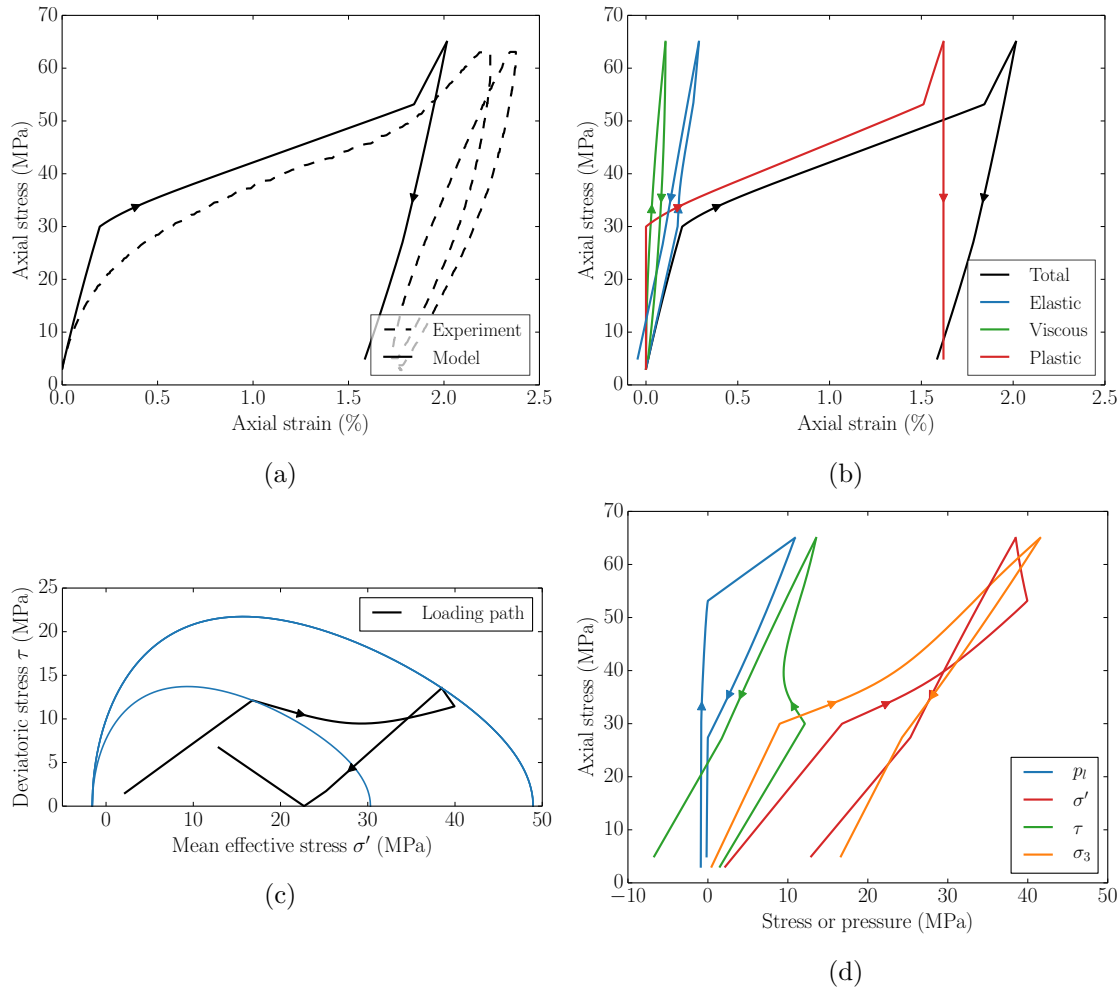 70
60
50
40
30
20
10
0
Axial stress (MPa)
0.0 0.5 1.0 1.5 2.0 2.5
Axial strain (%)
Experiment
Model
(a)
70
60
50
40
30
20
10
0
Axial stress (MPa)
0.0 0.5 1.0 1.5 2.0 2.5
Axial strain (%)
Total
Elastic
Viscous
Plastic
(b)
25
20
15
10
5
0
Deviatoric stress τ (MPa)
0 10 20 30 40 50
Mean effective stress σ′ (MPa)
Loading path
(c)
70
60
50
40
30
20
10
0
Axial stress (MPa)
−10 0 10 20 30 40 50
Stress or pressure (MPa)
p_l
σ′
τ
σ₃
(d)